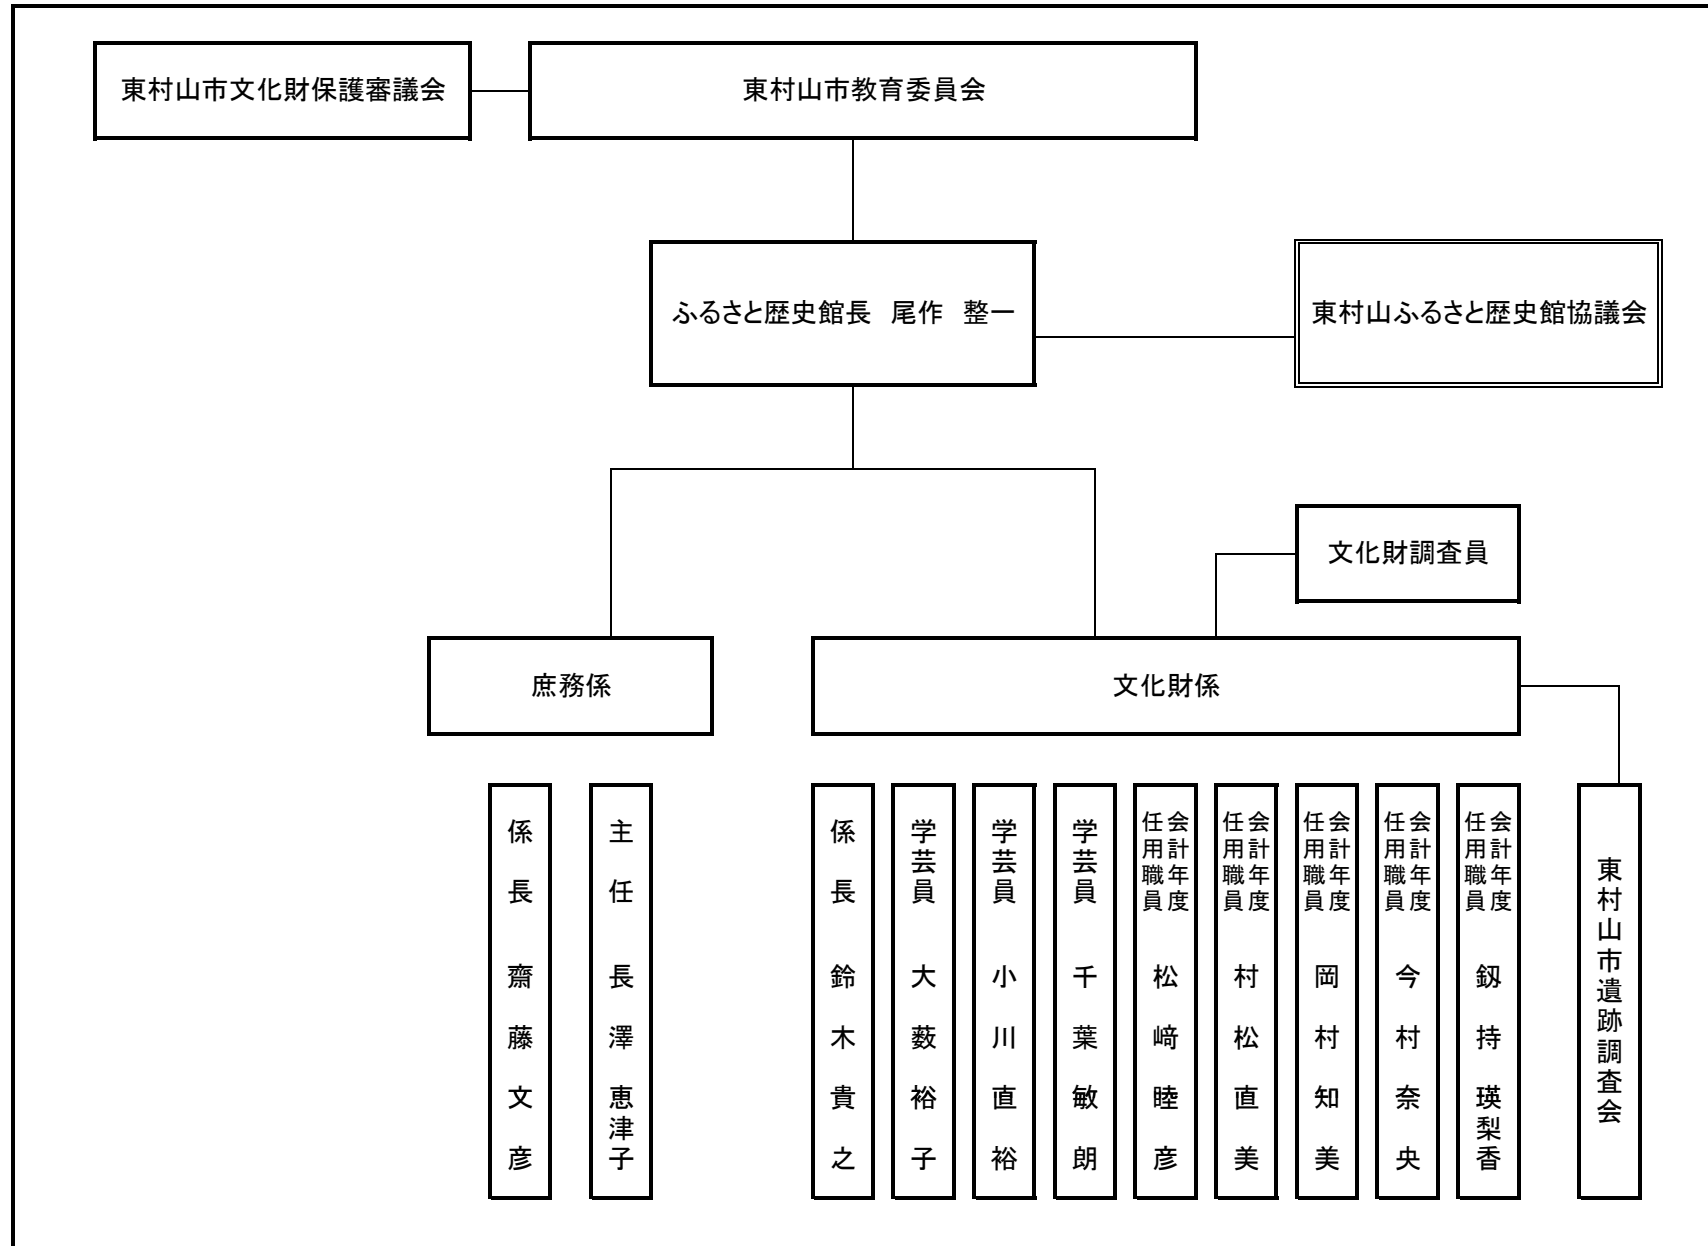 東村山市文化財保護審議会
東村山市教育委員会
ふるさと歴史館長　尾作　整一
東村山ふるさと歴史館協議会
文化財調査員
庶務係
文化財係
係長　齋藤文彦
主任　長澤恵津子
係長　鈴木貴之
学芸員　大薮裕子
学芸員　小川直裕
学芸員　千葉敏朗
会計年度
任用職員　松﨑睦彦
会計年度
任用職員　村松直美
会計年度
任用職員　岡村知美
会計年度
任用職員　今村奈央
会計年度
任用職員　釼持瑛梨香
東村山市遺跡調査会